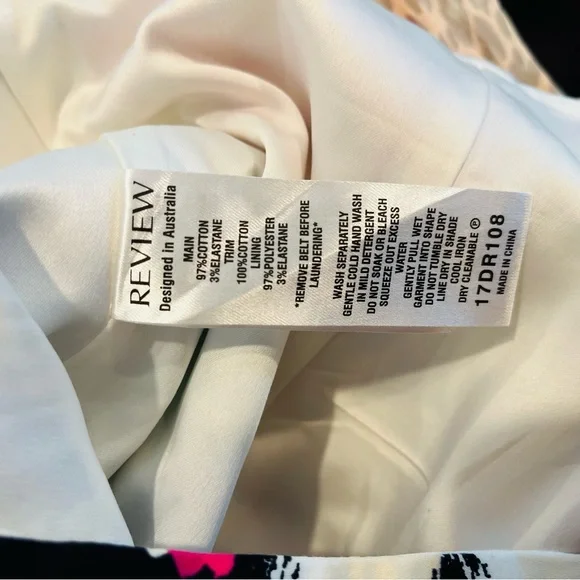 REVIEW
Designed in Australia
MAIN
97%COTTON
3%ELASTANE
TRIM
100%COTTON
LINING
97%POLYESTER
3%ELASTANE
*REMOVE BELT BEFORE
LAUNDERING*
WASH SEPARATELY
GENTLE COLD HAND WASH
IN MILD DETERGENT
DO NOT SOAK OR BLEACH
SQUEEZE OUT EXCESS
WATER
GENTLY PULL WET
GARMENT INTO SHAPE
DO NOT TUMBLE DRY
LINE DRY IN SHADE
COOL IRON
DRY CLEANABLE Ⓟ
17DR108
MADE IN CHINA